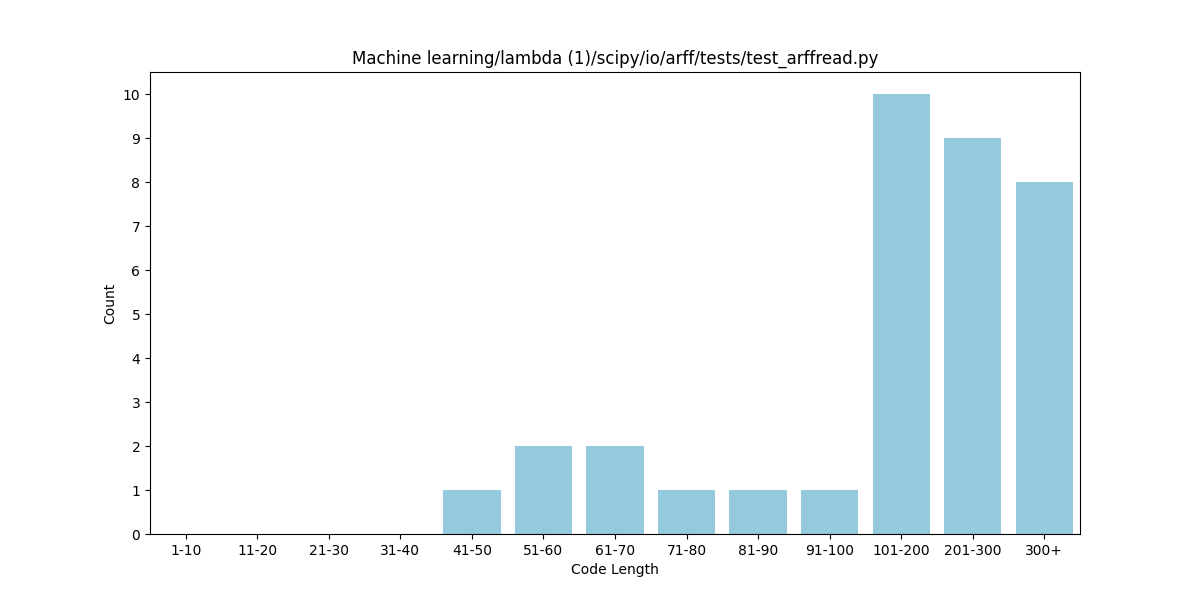 Machine learning/lambda (1)/scipy/io/arff/tests/test_arffread.py
10
9
8
7
6
5
4
3
2
1
0
Count
1-10 11-20 21-30 31-40 41-50 51-60 61-70 71-80 81-90 91-100 101-200 201-300 300+
Code Length